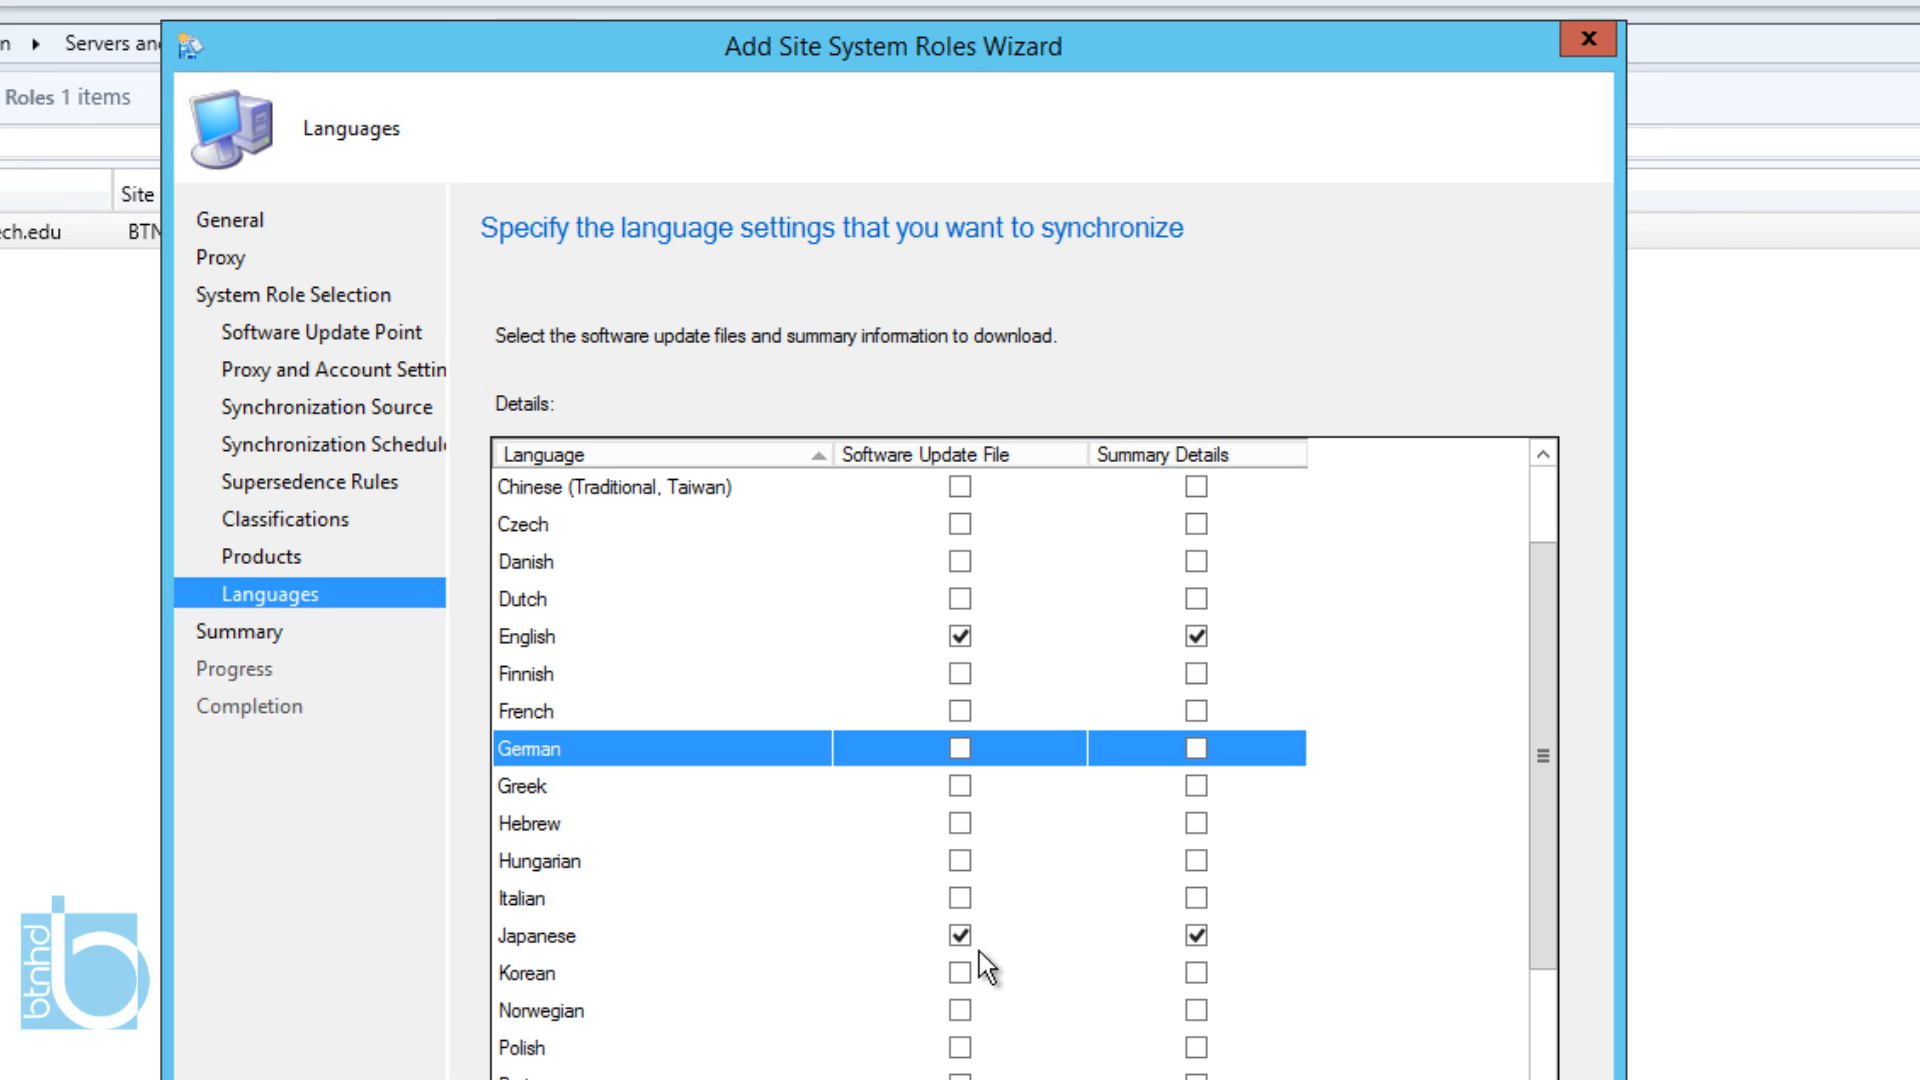 n ▸ Servers and
Add Site System Roles Wizard
X
Roles 1 items
Languages
Site
ch.edu BTN
General
Proxy
System Role Selection
Software Update Point
Proxy and Account Settin
Synchronization Source
Synchronization Schedule
Supersedence Rules
Classifications
Products
Languages
Summary
Progress
Completion
Specify the language settings that you want to synchronize
Select the software update files and summary information to download.
Details:
Language Software Update File Summary Details
Chinese (Traditional, Taiwan)
Czech
Danish
Dutch
English
Finnish
French
German
Greek
Hebrew
Hungarian
Italian
Japanese
Korean
Norwegian
Polish
btnhd
b